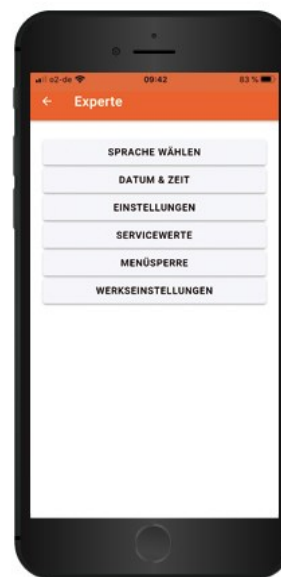 o2-de 09:42 83 %
Experte
SPRACHE WÄHLEN
DATUM & ZEIT
EINSTELLUNGEN
SERVICEWERTE
MENÜSPERRE
WERKSEINSTELLUNGEN